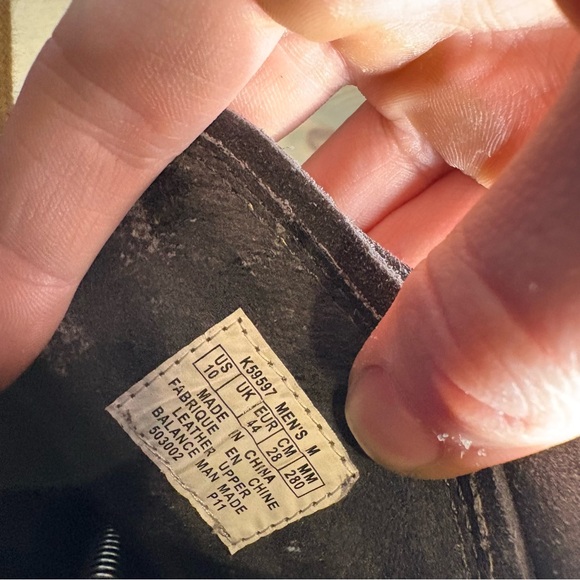 K59597 MEN'S M
US UK EUR CM MM
10 44 28 280
MADE IN CHINA
FABRIQUE EN CHINE
LEATHER UPPER
BALANCE MAN MADE
503002 P11